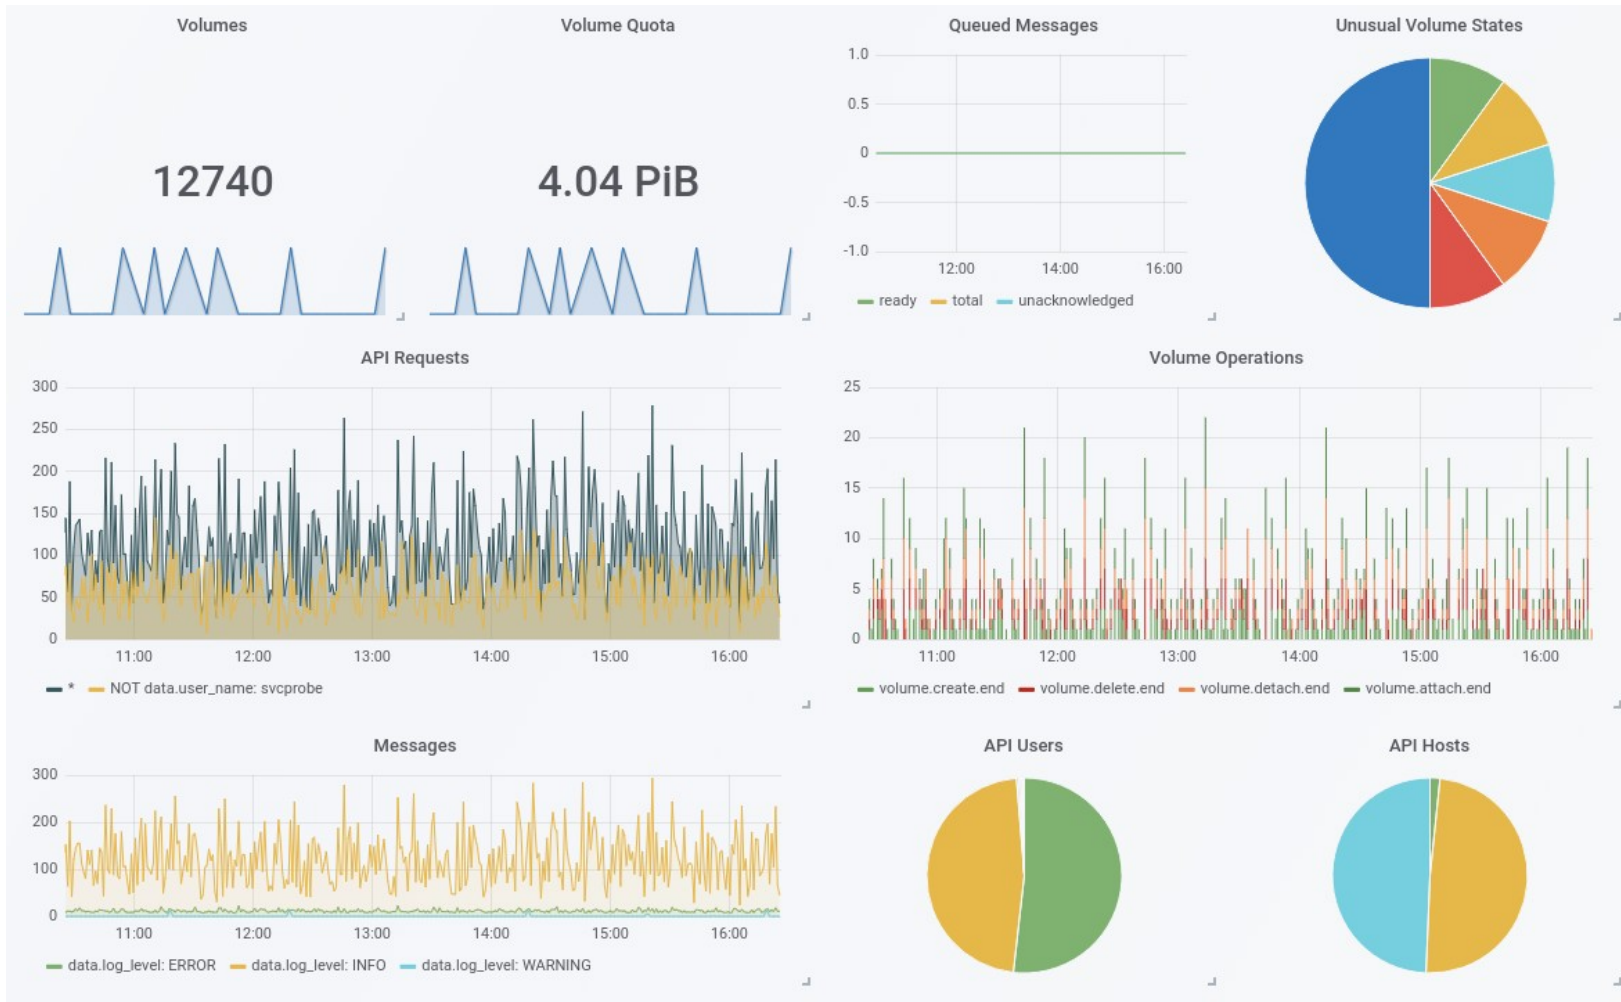 Volumes
12740
Volume Quota
4.04 PiB
Queued Messages
1.0
0.5
0
-0.5
-1.0
12:00 14:00 16:00
ready total unacknowledged
Unusual Volume States
API Requests
300
250
200
150
100
50
0
11:00 12:00 13:00 14:00 15:00 16:00
* NOT data.user_name: svcprobe
Volume Operations
25
20
15
10
5
0
11:00 12:00 13:00 14:00 15:00 16:00
volume.create.end volume.delete.end volume.detach.end volume.attach.end
Messages
300
200
100
0
11:00 12:00 13:00 14:00 15:00 16:00
data.log_level: ERROR data.log_level: INFO data.log_level: WARNING
API Users
API Hosts